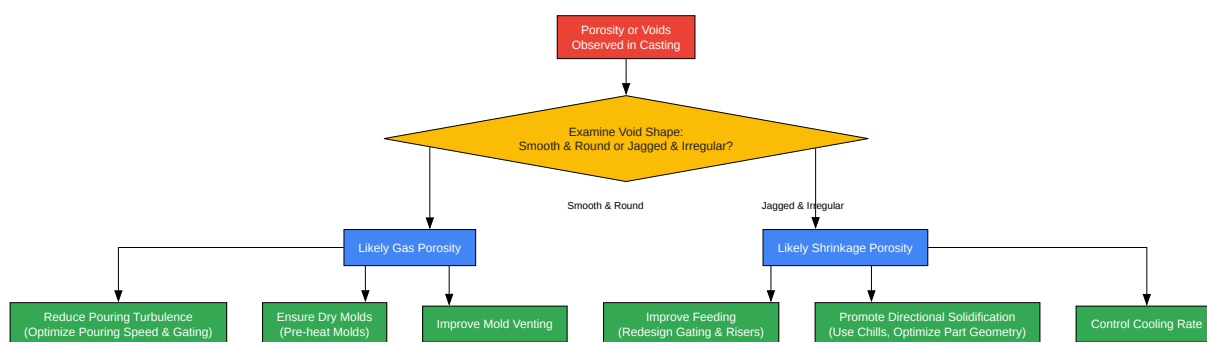 Porosity or Voids
Observed in Casting
Examine Void Shape:
Smooth & Round or Jagged & Irregular?
Smooth & Round
Jagged & Irregular
Likely Gas Porosity
Likely Shrinkage Porosity
Reduce Pouring Turbulence
(Optimize Pouring Speed & Gating)
Ensure Dry Molds
(Pre-heat Molds)
Improve Mold Venting
Improve Feeding
(Redesign Gating & Risers)
Promote Directional Solidification
(Use Chills, Optimize Part Geometry)
Control Cooling Rate